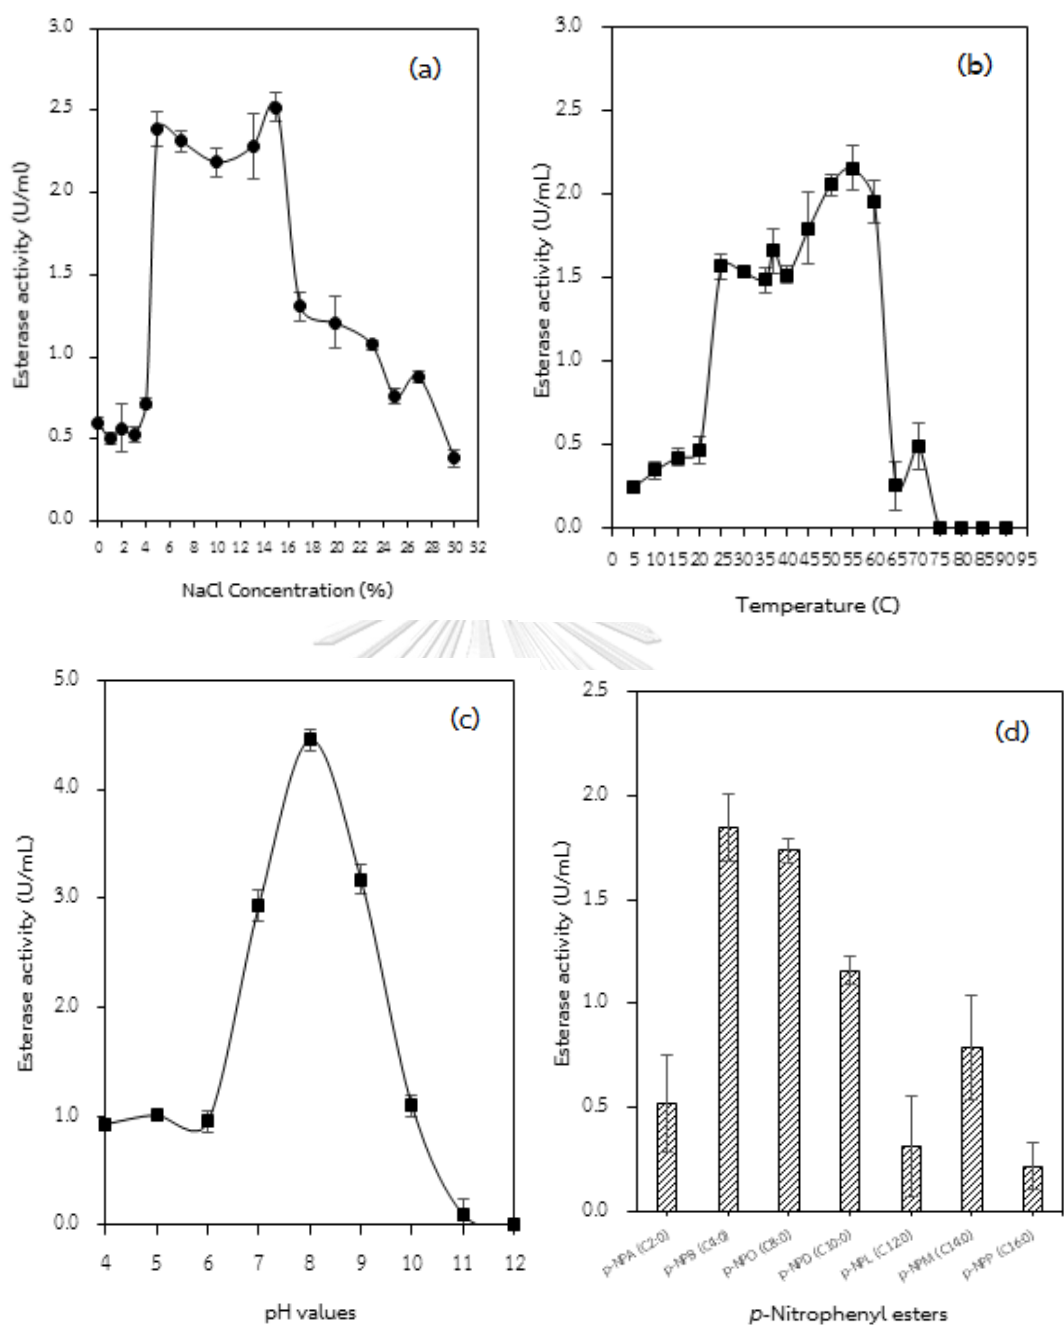 3.0
2.5
2.0
1.5
1.0
0.5
0.0
(a)
Esterase activity (U/ml)
0 2 4 6 8 10 12 14 16 18 20 22 24 26 28 30 32
NaCl Concentration (%)
3.0
2.5
2.0
1.5
1.0
0.5
0.0
(b)
Esterase activity (U/mL)
0 5 10 15 20 25 30 35 40 45 50 55 60 65 70 75 80 85 90 95
Temperature (C)
5.0
4.0
3.0
2.0
1.0
0.0
(c)
Esterase activity (U/mL)
4 5 6 7 8 9 10 11 12
pH values
2.5
2.0
1.5
1.0
0.5
0.0
(d)
Esterase activity (U/mL)
p-NPA (C2:0)
p-NPB (C4:0)
p-NPO (C8:0)
p-NPD (C10:0)
p-NPL (C12:0)
p-NPM (C14:0)
p-NPP (C16:0)
p-Nitrophenyl esters